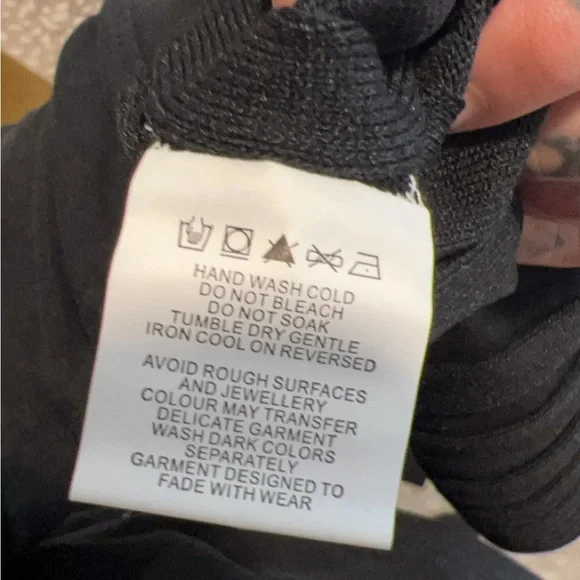 HAND WASH COLD
DO NOT BLEACH
DO NOT SOAK
TUMBLE DRY GENTLE
IRON COOL ON REVERSED
AVOID ROUGH SURFACES
AND JEWELLERY
COLOUR MAY TRANSFER
DELICATE GARMENT
WASH DARK COLORS
SEPARATELY
GARMENT DESIGNED TO
FADE WITH WEAR